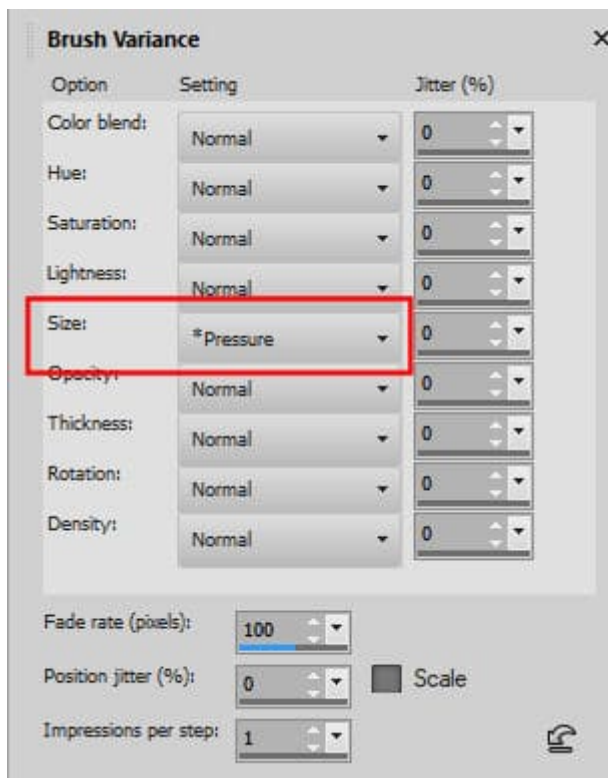 Brush Variance
Option Setting Jitter (%)
Color blend: Normal 0
Hue: Normal 0
Saturation: Normal 0
Lightness: Normal 0
Size: *Pressure 0
Opacity: Normal 0
Thickness: Normal 0
Rotation: Normal 0
Density: Normal 0
Fade rate (pixels): 100
Position jitter (%): 0 Scale
Impressions per step: 1